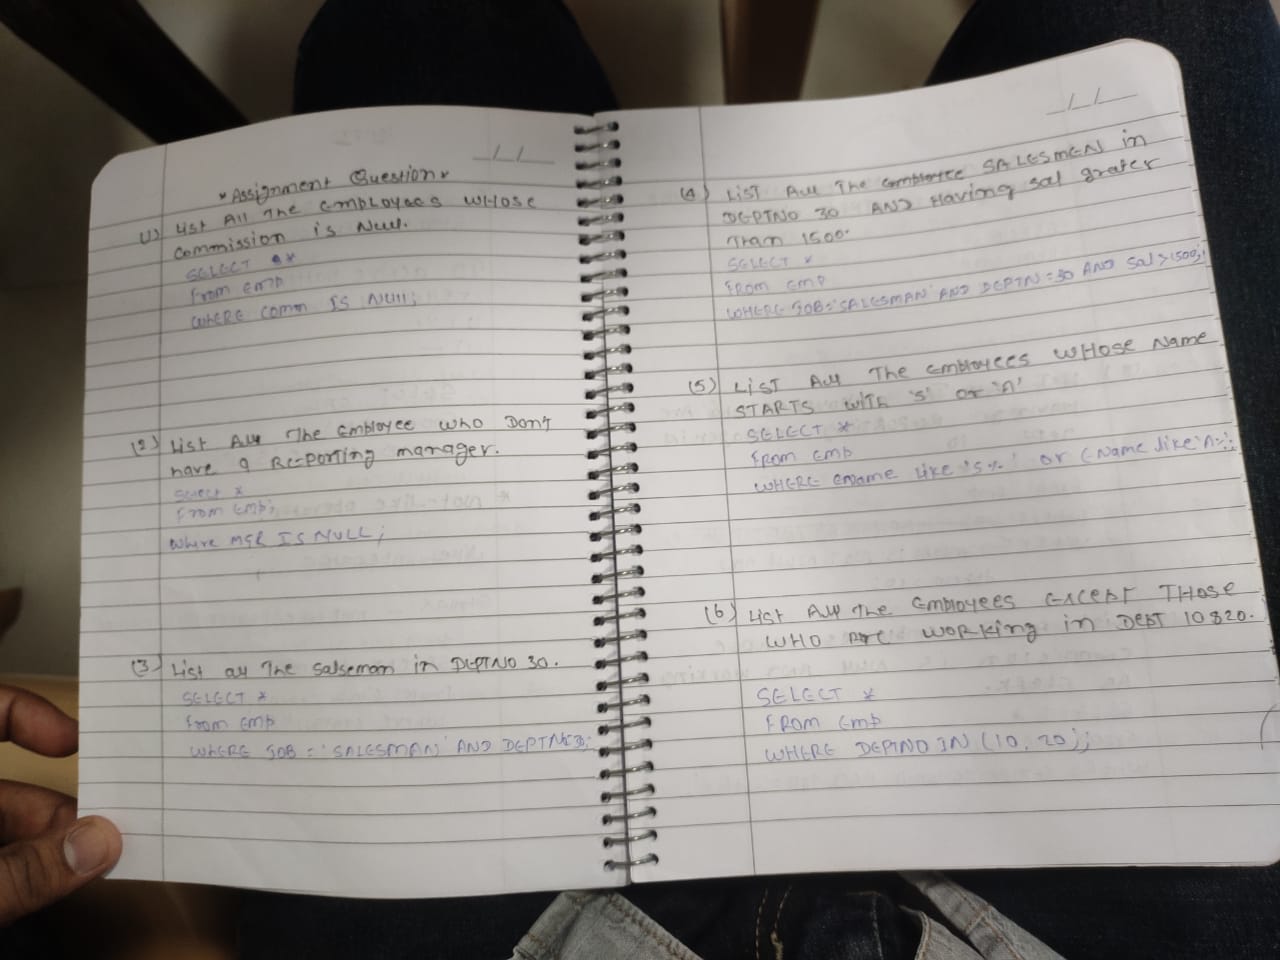 * Assignment Question *
1) List All The Employees WHOSE
Commission is Null.
SELECT *
From emp
WHERE comm IS NULL;
(2) List All The Employee who Don't
have a Reporting manager.
Select *
From Emp;
Where MGR IS NULL;
(3) List all The Salseman in DEPTNO 30.
SELECT *
From Emp
WHERE JOB = 'SALESMAN' AND DEPTN
(4) LIST All The Employee SALESMEN in
DEPTNO 30 AND Having sal grater
Than 1500.
SELECT *
From Emp
WHERE JOB='SALESMAN' AND DEPTN=30 AND Sal >1500;
(5) LIST All The Employees WHOSE Name
STARTS With 'S' or 'A'
SELECT *
From Emp
WHERE ename like 'S%' or Ename like 'A%';
(6) List All The Employees Except THOSE
WHO Are WORKing in Dept 10 &20.
SELECT *
FROM Emp
WHERE DEPTNO IN (10, 20);